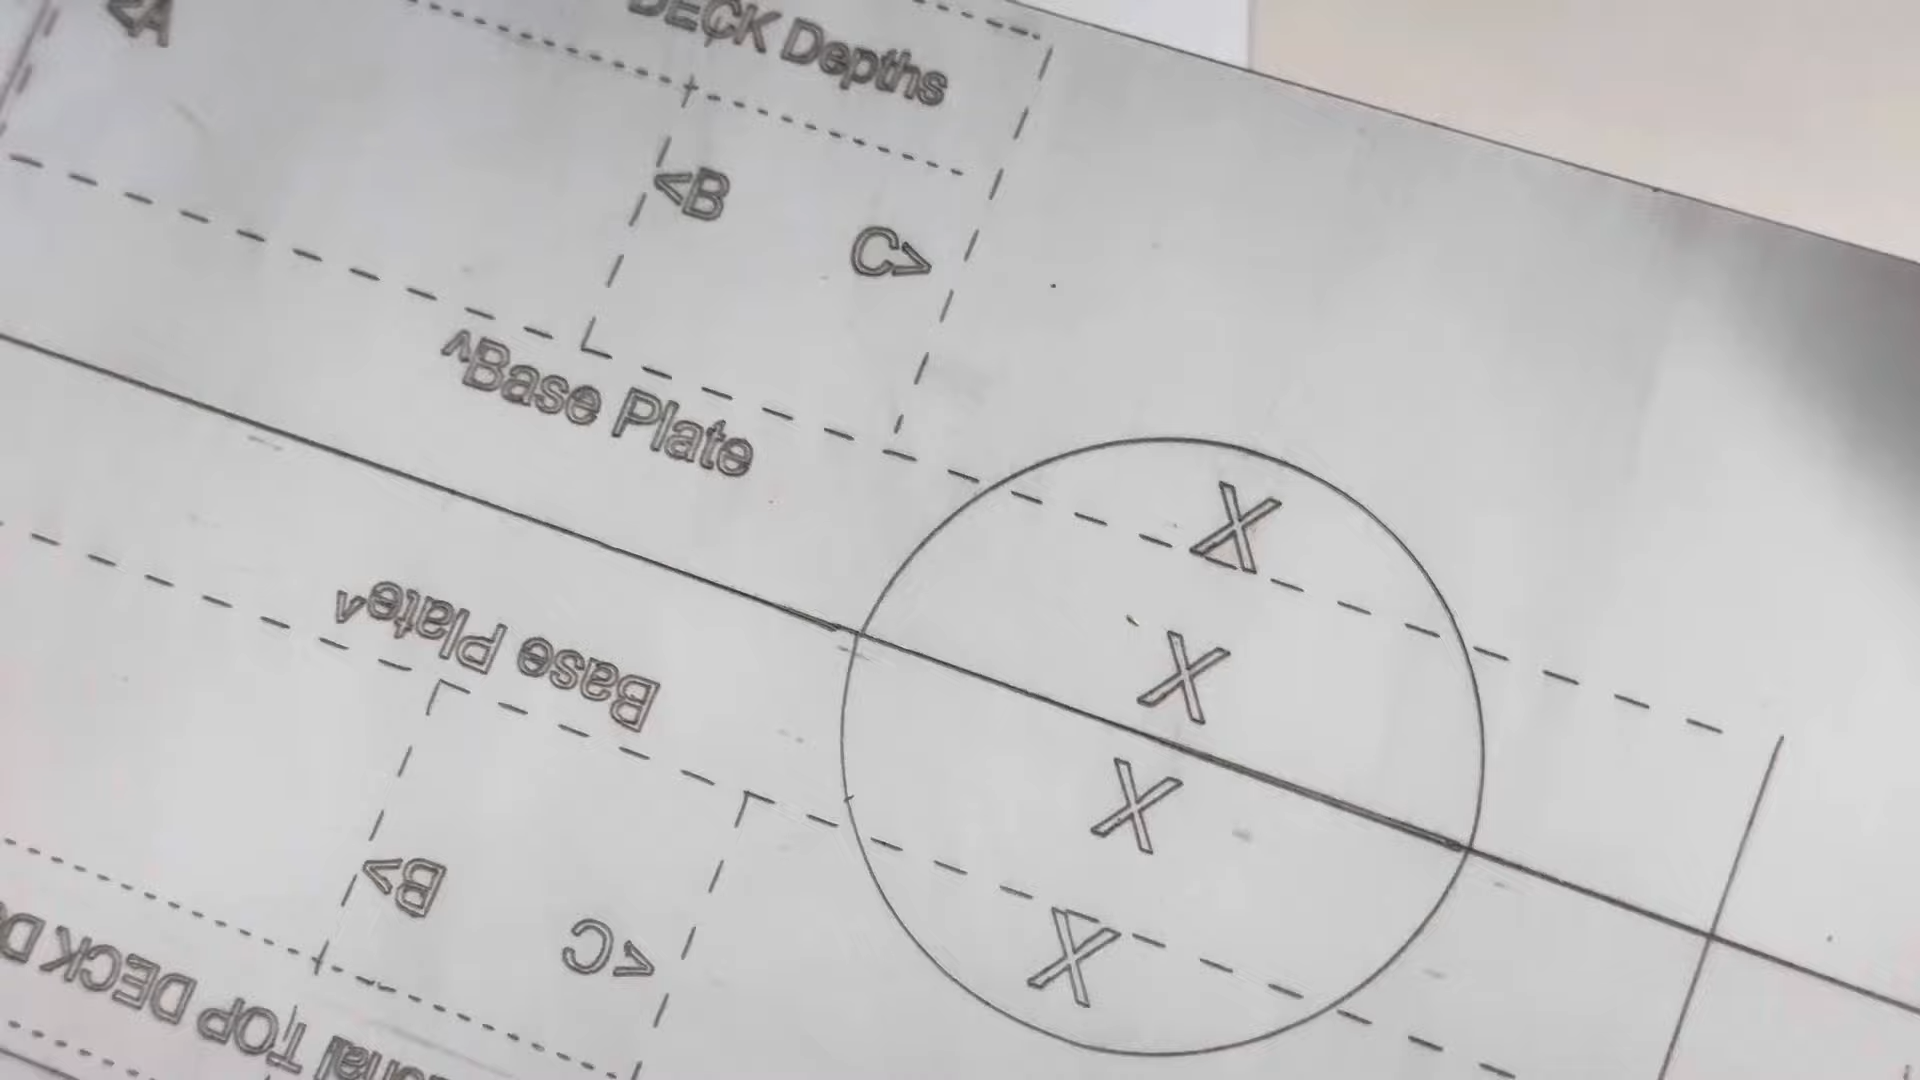 <A
DECK Depths
<B
C>
^Base Plate
X
X
X
X
Base Plate^
B>
<C
TOP DECK